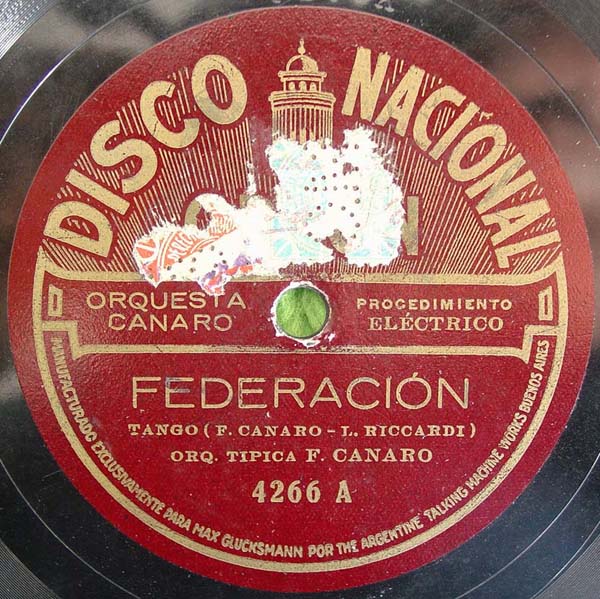 DISCO NACIONAL
ORQUESTA
CANARO
PROCEDIMIENTO
ELÉCTRICO
FEDERACIÓN
TANGO (F. CANARO - L. RICCARDI)
ORQ. TIPICA F. CANARO
4266 A
MANUFACTURADO EXCLUSIVAMENTE PARA MAX GLUCKSMANN POR THE ARGENTINE TALKING MACHINE WORKS BUENOS AIRES